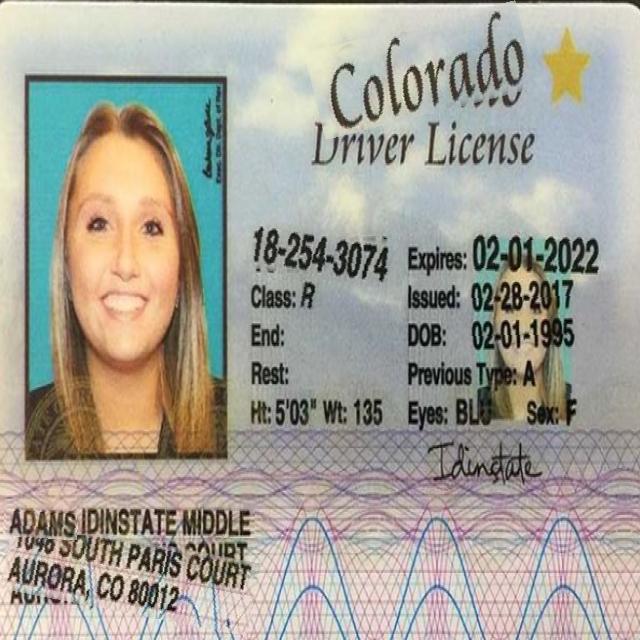 Colorado
Driver License
18-254-3074
Expires: 02-01-2022
Class: R
Issued: 02-28-2017
End:
DOB: 02-01-1995
Rest:
Previous Type: A
Ht: 5'03" Wt: 135
Eyes: BLU Sex: F
Idinstate
ADAMS IDINSTATE MIDDLE
1046 SOUTH PARIS COURT
AURORA, CO 80012